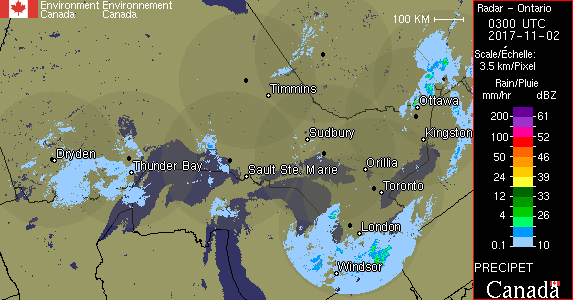 Environment Environnement
Canada Canada
100 KM
Timmins
Ottawa
Sudbury
Kingston
Dryden
Thunder Bay
Sault Ste. Marie
Orillia
Toronto
London
Windsor
Radar - Ontario
0300 UTC
2017-11-02
Scale/Échelle:
3.5 km/Pixel
Rain/Pluie
mm/hr dBZ
200 61
100 52
50 46
24 39
12 33
4 26
0.1 10
PRECIPET
Canada